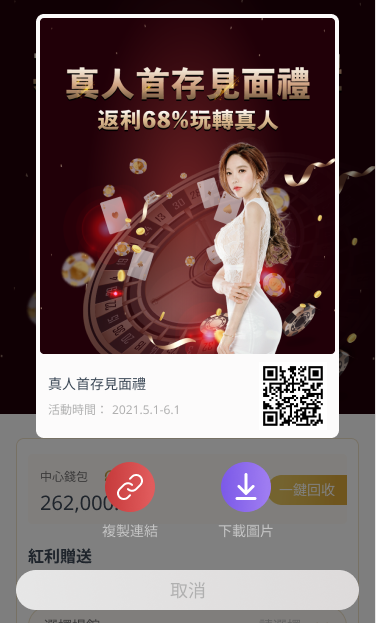 真人首存見面禮
返利68%玩轉真人
真人首存見面禮
活動時間： 2021.5.1-6.1
中心錢包
262,000.
一鍵回收
複製連結
下載圖片
紅利贈送
取消